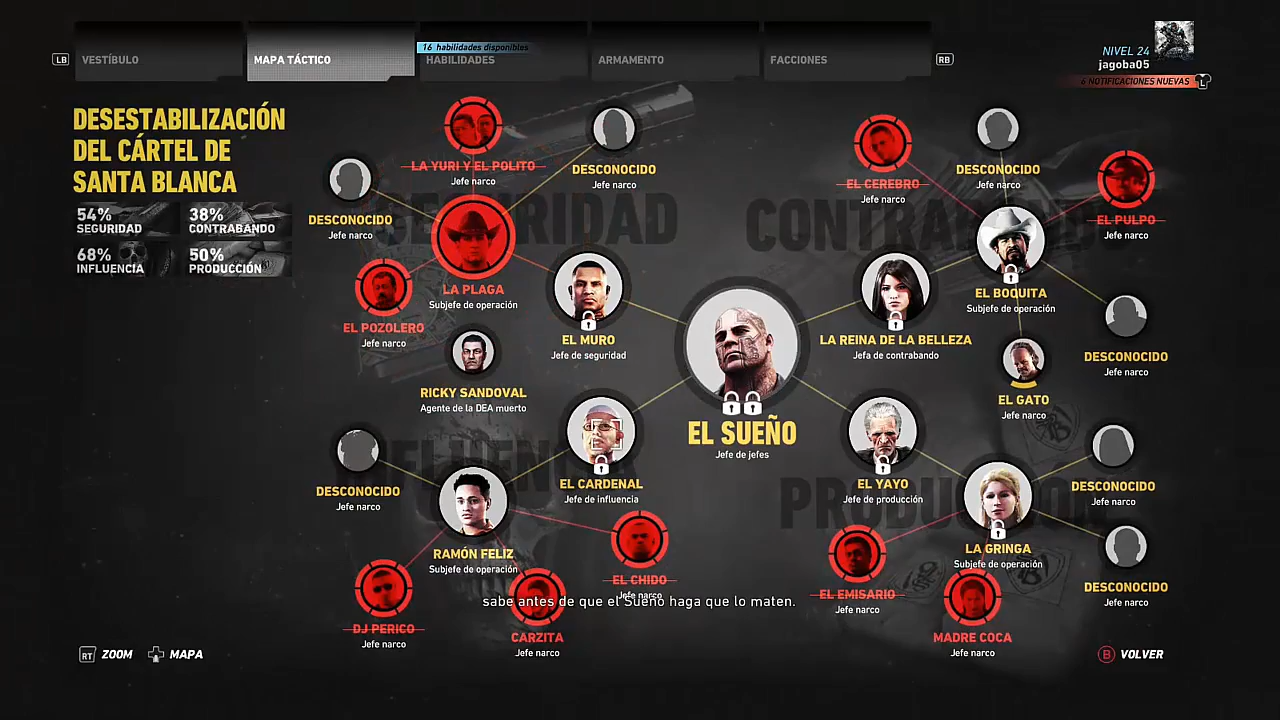 LB
VESTÍBULO
MAPA TÁCTICO
16 habilidades disponibles
HABILIDADES
ARMAMENTO
FACCIONES
RB
NIVEL 24
jagoba05
6 NOTIFICACIONES NUEVAS
L
DESESTABILIZACIÓN
DEL CÁRTEL DE
SANTA BLANCA
54%
SEGURIDAD
38%
CONTRABANDO
68%
INFLUENCIA
50%
PRODUCCIÓN
SEGURIDAD
LA YURI Y EL POLITO
Jefe narco
DESCONOCIDO
Jefe narco
DESCONOCIDO
Jefe narco
LA PLAGA
Subjefe de operación
EL POZOLERO
Jefe narco
EL MURO
Jefe de seguridad
RICKY SANDOVAL
Agente de la DEA muerto
CONTRABANDO
EL CEREBRO
Jefe narco
DESCONOCIDO
Jefe narco
EL PULPO
Jefe narco
EL BOQUITA
Subjefe de operación
LA REINA DE LA BELLEZA
Jefa de contrabando
DESCONOCIDO
Jefe narco
EL GATO
Jefe narco
EL SUEÑO
Jefe de jefes
INFLUENCIA
EL CARDENAL
Jefe de influencia
DESCONOCIDO
Jefe narco
RAMÓN FELIZ
Subjefe de operación
EL CHIDO
Jefe narco
DJ PERICO
Jefe narco
CARZITA
Jefe narco
PRODUCCIÓN
EL YAYO
Jefe de producción
DESCONOCIDO
Jefe narco
LA GRINGA
Subjefe de operación
DESCONOCIDO
Jefe narco
EL EMISARIO
Jefe narco
MADRE COCA
Jefe narco
sabe antes de que el Sueño haga que lo maten.
RT ZOOM
MAPA
B VOLVER